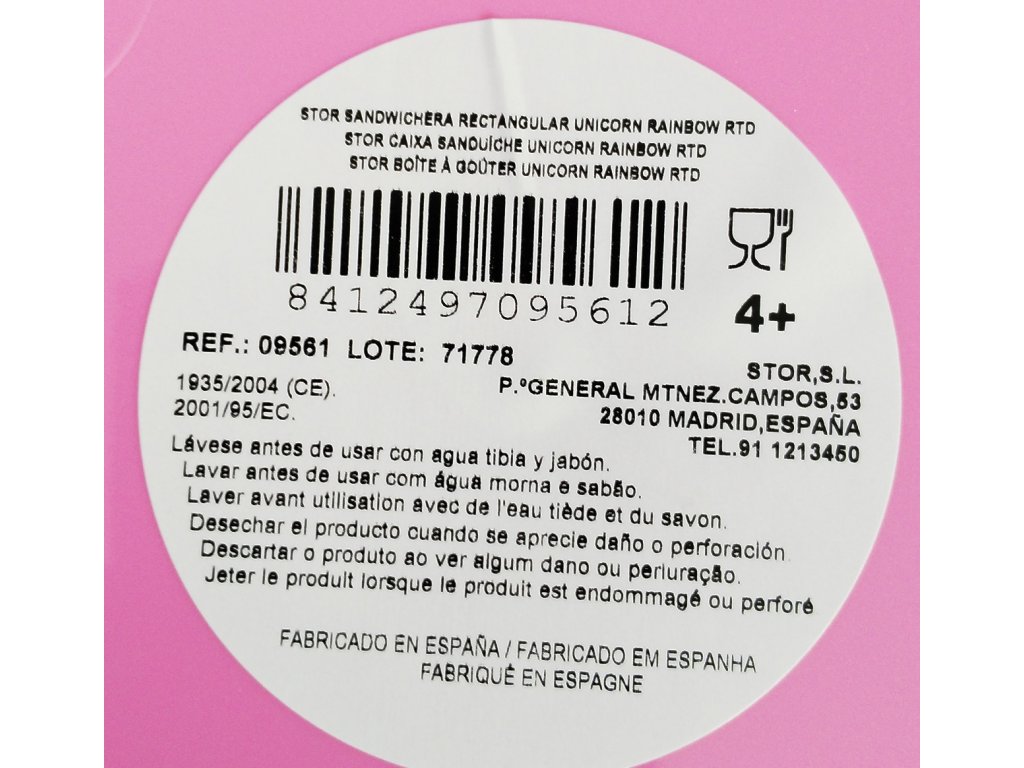 STOR SANDWICHERA RECTANGULAR UNICORN RAINBOW RTD
STOR CAIXA SANDUÍCHE UNICORN RAINBOW RTD
STOR BOÎTE À GOÛTER UNICORN RAINBOW RTD
8412497095612
4+
REF.: 09561 LOTE: 71778
1935/2004 (CE).
2001/95/EC.
STOR,S.L.
P.ºGENERAL MTNEZ.CAMPOS,53
28010 MADRID,ESPAÑA
TEL.91 1213450
Lávese antes de usar con agua tibia y jabón.
Lavar antes de usar com água morna e sabão.
Laver avant utilisation avec de l'eau tiède et du savon.
Desechar el producto cuando se aprecie daño o perforación.
Descartar o produto ao ver algum dano ou perluração.
Jeter le produit lorsque le produit est endommagé ou perforé
FABRICADO EN ESPAÑA / FABRICADO EM ESPANHA
FABRIQUÉ EN ESPAGNE